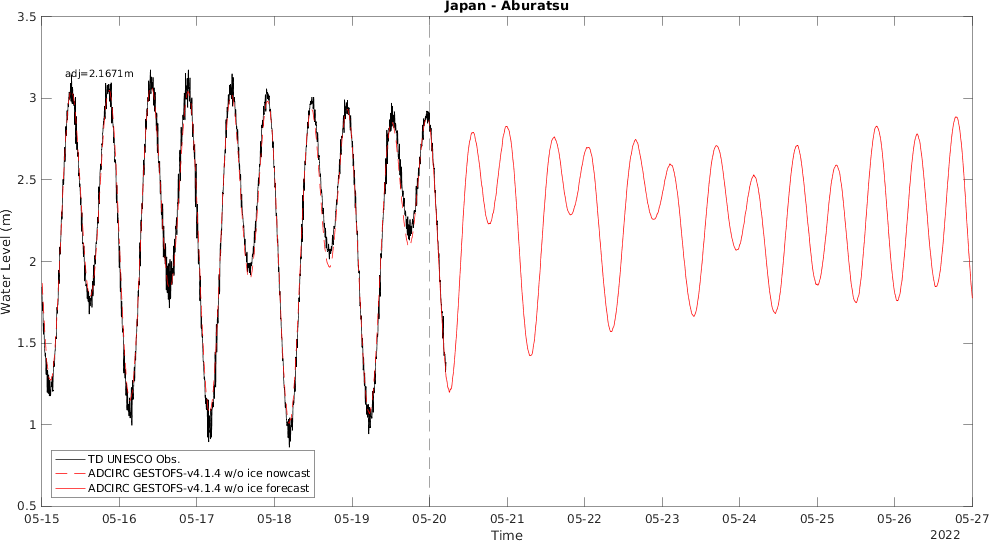 Japan - Aburatsu
3.5
adj=2.1671m
3
2.5
2
1.5
1
0.5
Water Level (m)
TD UNESCO Obs.
ADCIRC GESTOFS-v4.1.4 w/o ice nowcast
ADCIRC GESTOFS-v4.1.4 w/o ice forecast
05-15 05-16 05-17 05-18 05-19 05-20 05-21 05-22 05-23 05-24 05-25 05-26 05-27
Time
2022